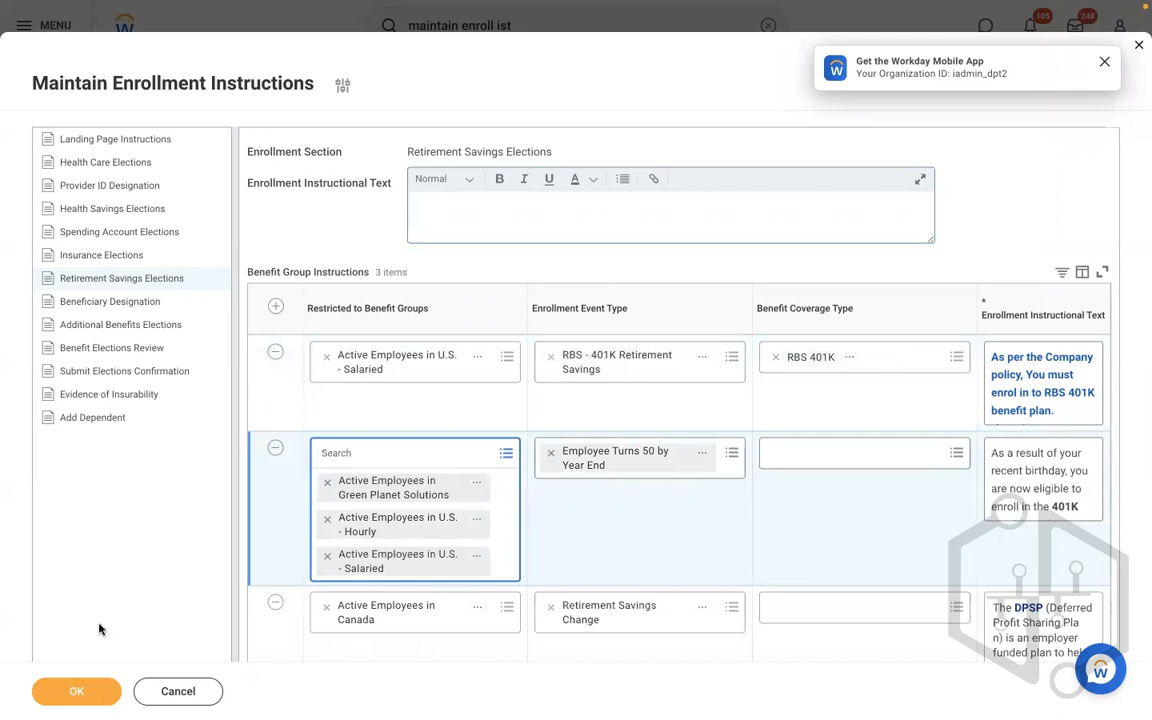 MENU
maintain enroll ist
105
248
Get the Workday Mobile App
Your Organization ID: iadmin_dpt2
Maintain Enrollment Instructions
Landing Page Instructions
Health Care Elections
Provider ID Designation
Health Savings Elections
Spending Account Elections
Insurance Elections
Retirement Savings Elections
Beneficiary Designation
Additional Benefits Elections
Benefit Elections Review
Submit Elections Confirmation
Evidence of Insurability
Add Dependent
Enrollment Section
Retirement Savings Elections
Enrollment Instructional Text
Normal
B I U A
Benefit Group Instructions 3 items
Restricted to Benefit Groups
Enrollment Event Type
Benefit Coverage Type
*
Enrollment Instructional Text
Active Employees in U.S.
- Salaried
RBS - 401K Retirement
Savings
RBS 401K
As per the Company
policy, You must
enrol in to RBS 401K
benefit plan.
Search
Active Employees in
Green Planet Solutions
Active Employees in U.S.
- Hourly
Active Employees in U.S.
- Salaried
Employee Turns 50 by
Year End
As a result of your
recent birthday, you
are now eligible to
enroll in the 401K
Active Employees in
Canada
Retirement Savings
Change
The DPSP (Deferred
Profit Sharing Pla
n) is an employer
funded plan to help
OK
Cancel